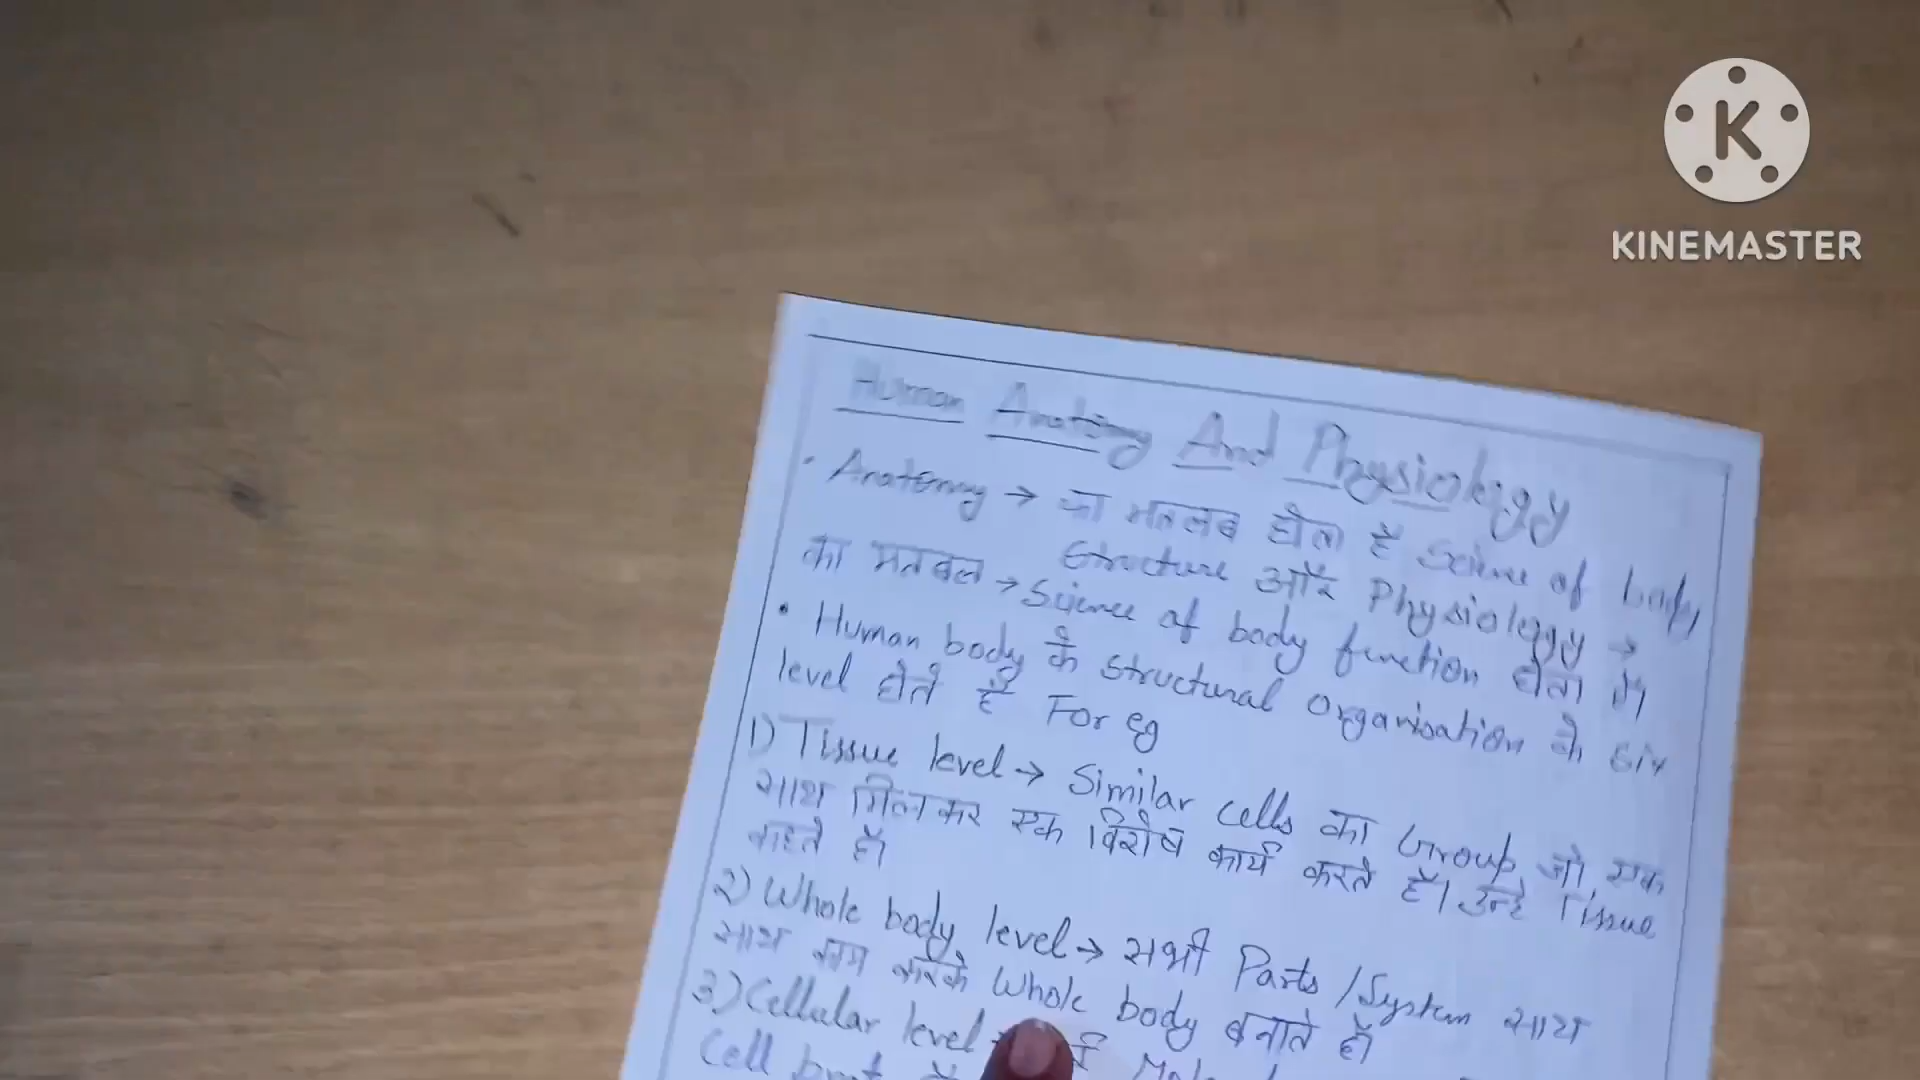 KINEMASTER
Human Anatomy And Physiology
• Anatomy → का मतलब होता है Science of body
Structure और Physiology →
का मतबल → Science of body function होता है।
• Human body के structural organisation के six
level होते है For eg
1) Tissue level → Similar cells का Group, जो एक
साथ मिलकर एक विशेष कार्य करते है। उन्हे Tissue
कहते है।
2) Whole body level → सभी Parts / System साथ
साथ काम करके Whole body बनाते है।
3.) Cellular level
Cell